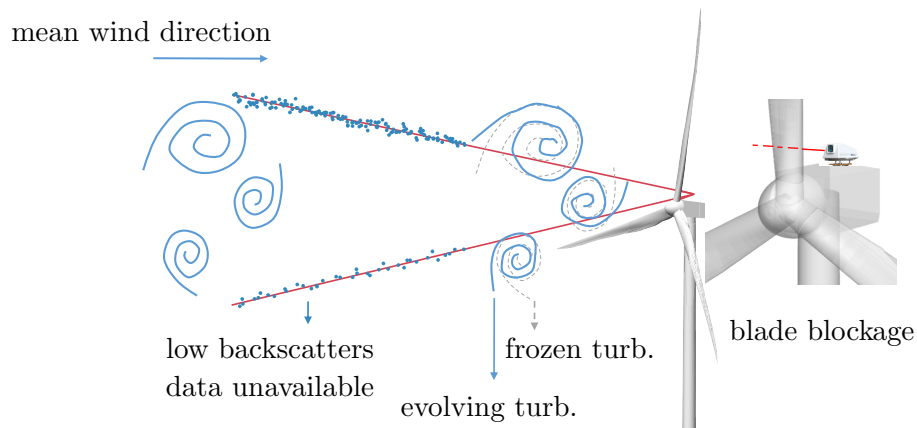 mean wind direction
low backscatters
data unavailable
frozen turb.
evolving turb.
blade blockage